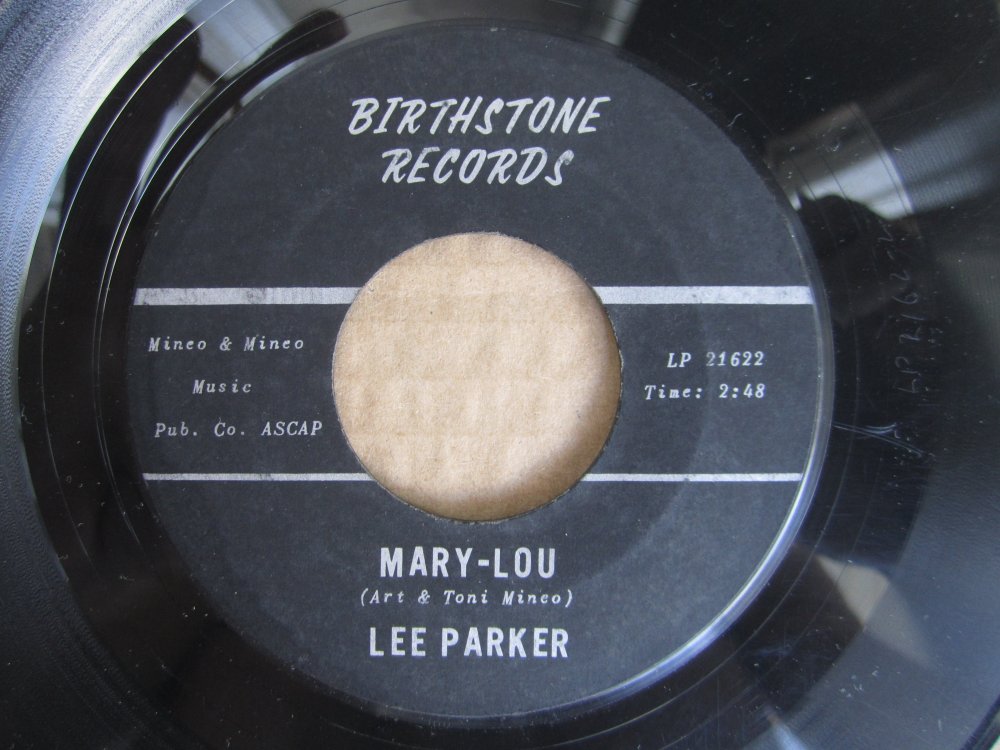 BIRTHSTONE
RECORDS
Mineo & Mineo
Music
Pub. Co. ASCAP
LP 21622
Time: 2:48
MARY-LOU
(Art & Toni Mineo)
LEE PARKER